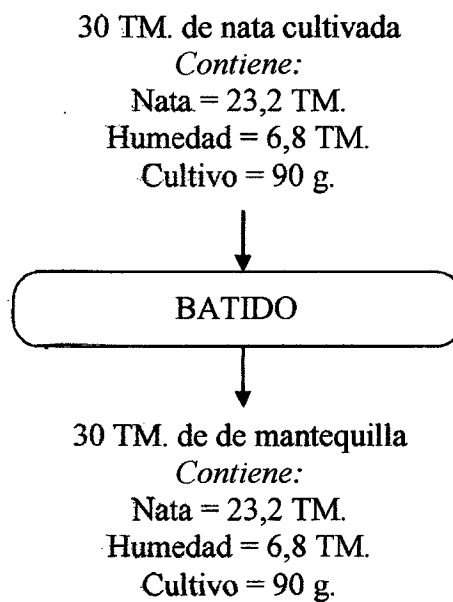 30 TM. de nata cultivada
Contiene:
Nata = 23,2 TM.
Humedad = 6,8 TM.
Cultivo = 90 g.
BATIDO
30 TM. de de mantequilla
Contiene:
Nata = 23,2 TM.
Humedad = 6,8 TM.
Cultivo = 90 g.